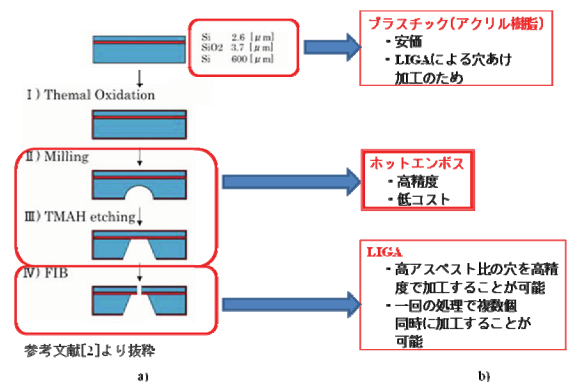 Si 2.6 [μm]
SiO2 3.7 [μm]
Si 600 [μm]
Ⅰ) Themal Oxidation
Ⅱ) Milling
Ⅲ) TMAH etching
Ⅳ) FIB
参考文献[2]より抜粋
a)
プラスチック(アクリル樹脂)
・安価
・LIGAによる穴あけ
加工のため
ホットエンボス
・高精度
・低コスト
LIGA
・高アスペスト比の穴を高精
度で加工することが可能
・一回の処理で複数個
同時に加工することが
可能
b)